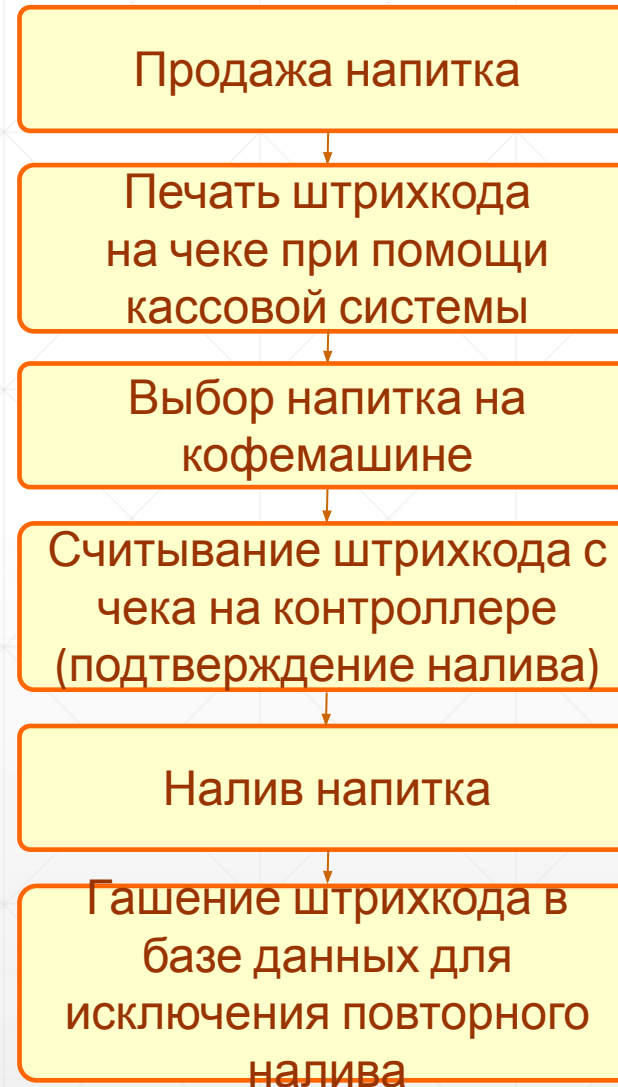 Продажа напитка
Печать штрихкода
на чеке при помощи
кассовой системы
Выбор напитка на
кофемашине
Считывание штрихкода с
чека на контроллере
(подтверждение налива)
Налив напитка
Гашение штрихкода в
базе данных для
исключения повторного
налива